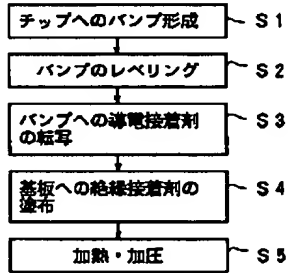 チップへのバンプ形成 S1
バンプのレベリング S2
バンプへの導電接着剤
の転写 S3
基板への絶縁接着剤の
塗布 S4
加熱・加圧 S5